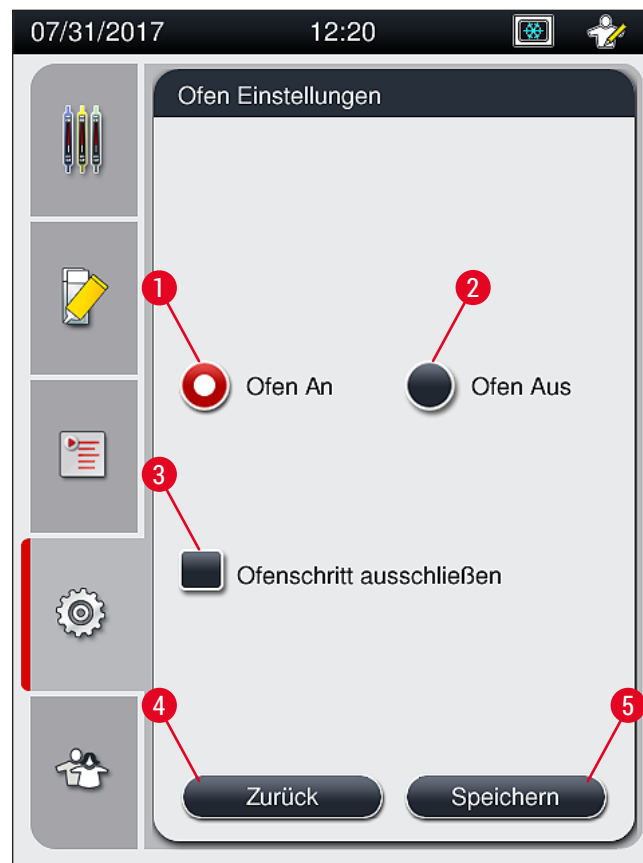 07/31/2017 12:20
Ofen Einstellungen
1 2
Ofen An Ofen Aus
3
Ofenschritt ausschließen
4 5
Zurück Speichern